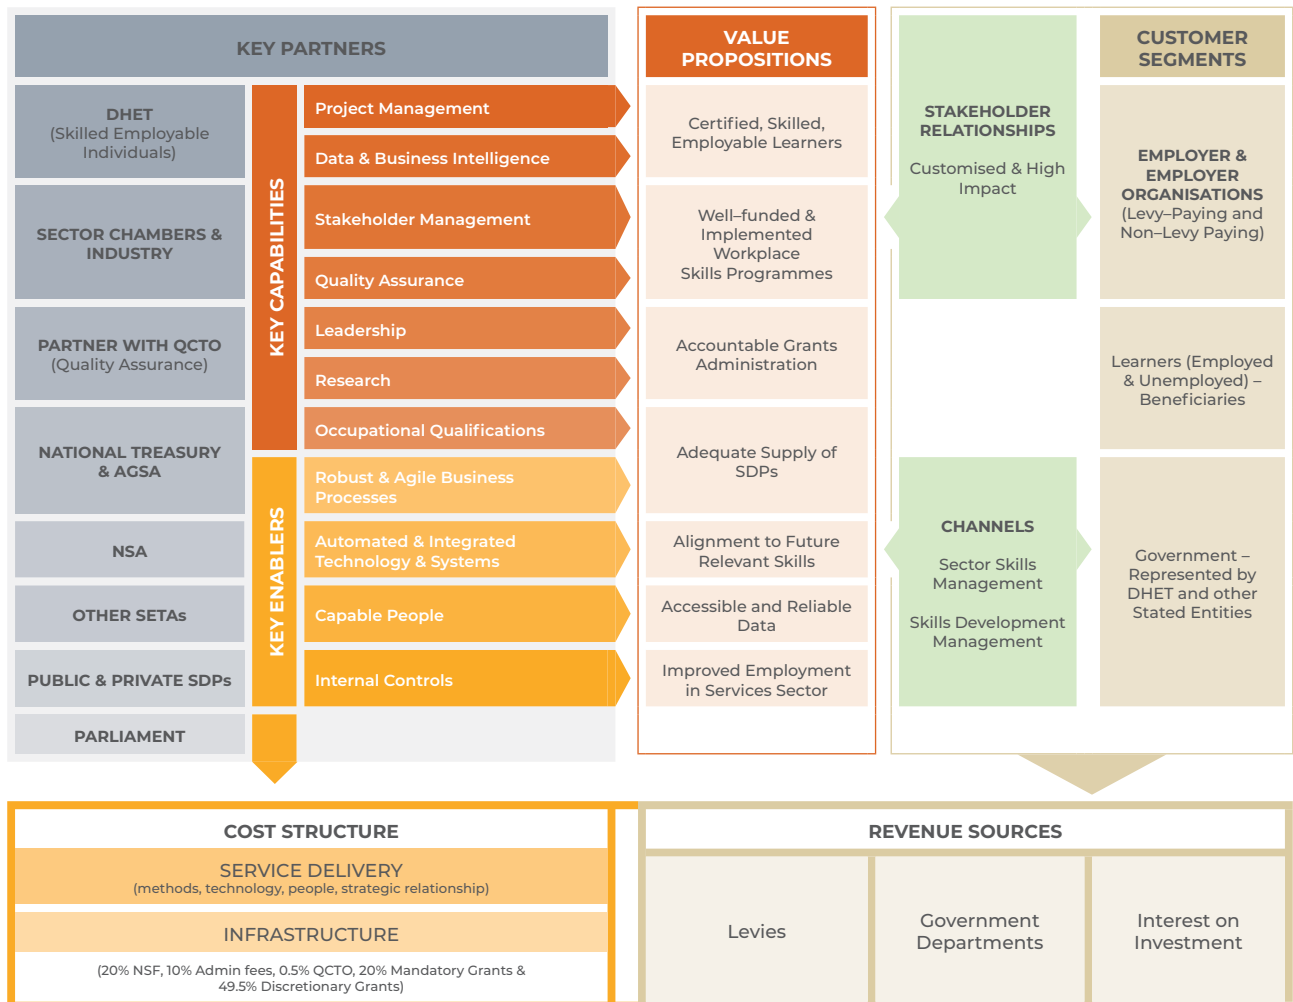 KEY PARTNERS
DHET
(Skilled Employable
Individuals)
SECTOR CHAMBERS &
INDUSTRY
PARTNER WITH QCTO
(Quality Assurance)
NATIONAL TREASURY
& AGSA
NSA
OTHER SETAs
PUBLIC & PRIVATE SDPs
PARLIAMENT
KEY CAPABILITIES
Project Management
Data & Business Intelligence
Stakeholder Management
Quality Assurance
Leadership
Research
Occupational Qualifications
KEY ENABLERS
Robust & Agile Business
Processes
Automated & Integrated
Technology & Systems
Capable People
Internal Controls
VALUE
PROPOSITIONS
Certified, Skilled,
Employable Learners
Well–funded &
Implemented
Workplace
Skills Programmes
Accountable Grants
Administration
Adequate Supply of
SDPs
Alignment to Future
Relevant Skills
Accessible and Reliable
Data
Improved Employment
in Services Sector
STAKEHOLDER
RELATIONSHIPS
Customised & High
Impact
CHANNELS
Sector Skills
Management
Skills Development
Management
CUSTOMER
SEGMENTS
EMPLOYER &
EMPLOYER
ORGANISATIONS
(Levy–Paying and
Non–Levy Paying)
Learners (Employed
& Unemployed) –
Beneficiaries
Government –
Represented by
DHET and other
Stated Entities
COST STRUCTURE
SERVICE DELIVERY
(methods, technology, people, strategic relationship)
INFRASTRUCTURE
(20% NSF, 10% Admin fees, 0.5% QCTO, 20% Mandatory Grants &
49.5% Discretionary Grants)
REVENUE SOURCES
Levies
Government
Departments
Interest on
Investment